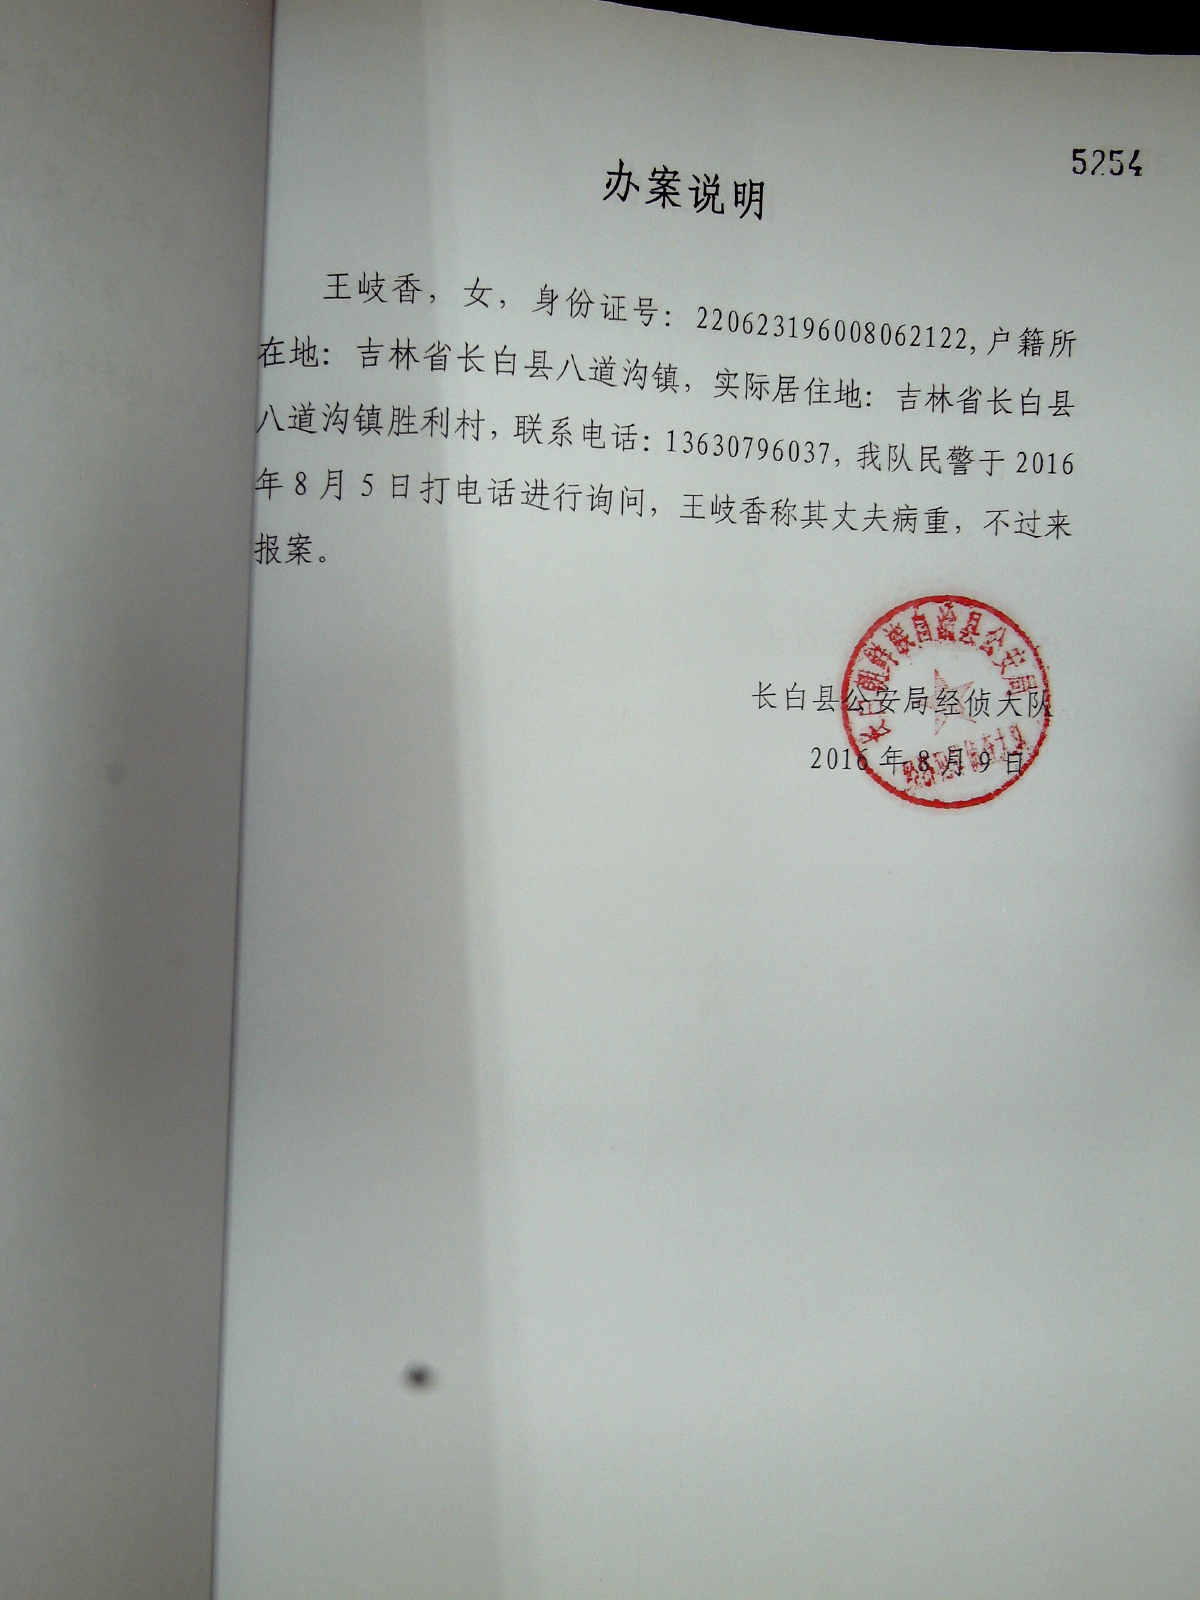 5254
办案说明
王岐香，女，身份证号：220623196008062122,户籍所
在地：吉林省长白县八道沟镇，实际居住地：吉林省长白县
八道沟镇胜利村，联系电话：13630796037,我队民警于2016
年8月5日打电话进行询问，王岐香称其丈夫病重，不过来
报案。
长白朝鲜族自治县公安局
长白县公安局经侦大队
2016年8月9日